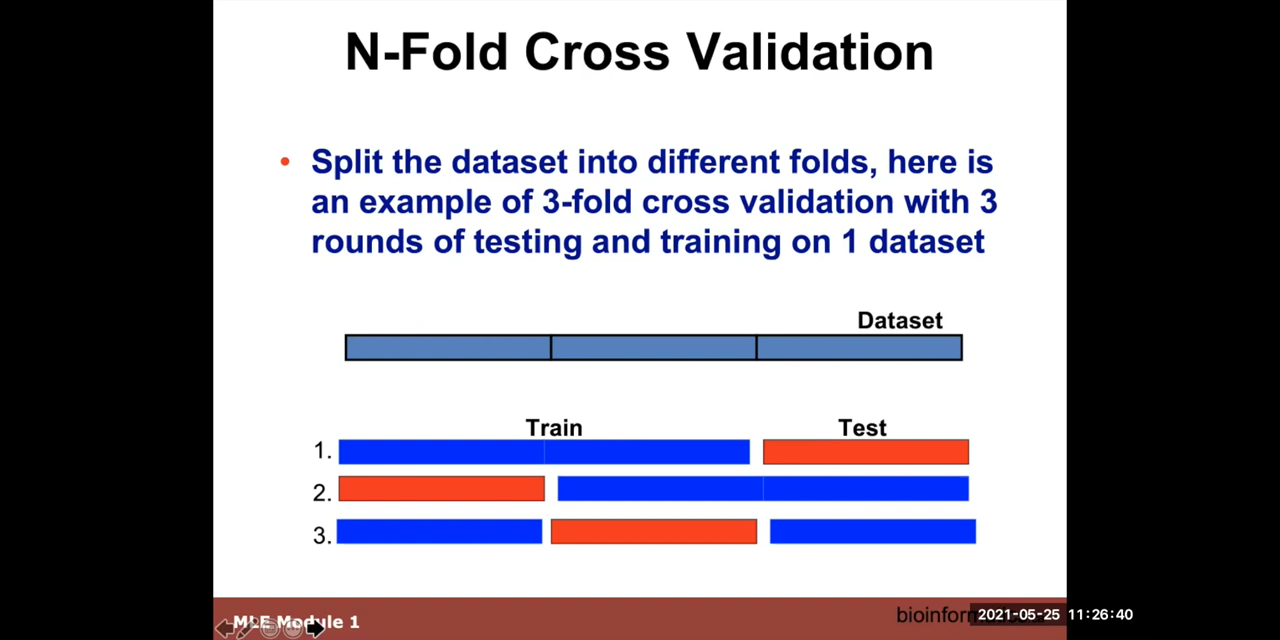 N-Fold Cross Validation
• Split the dataset into different folds, here is
an example of 3-fold cross validation with 3
rounds of testing and training on 1 dataset
Dataset
Train Test
1.
2.
3.
MLE Module 1
2021-05-25 11:26:40